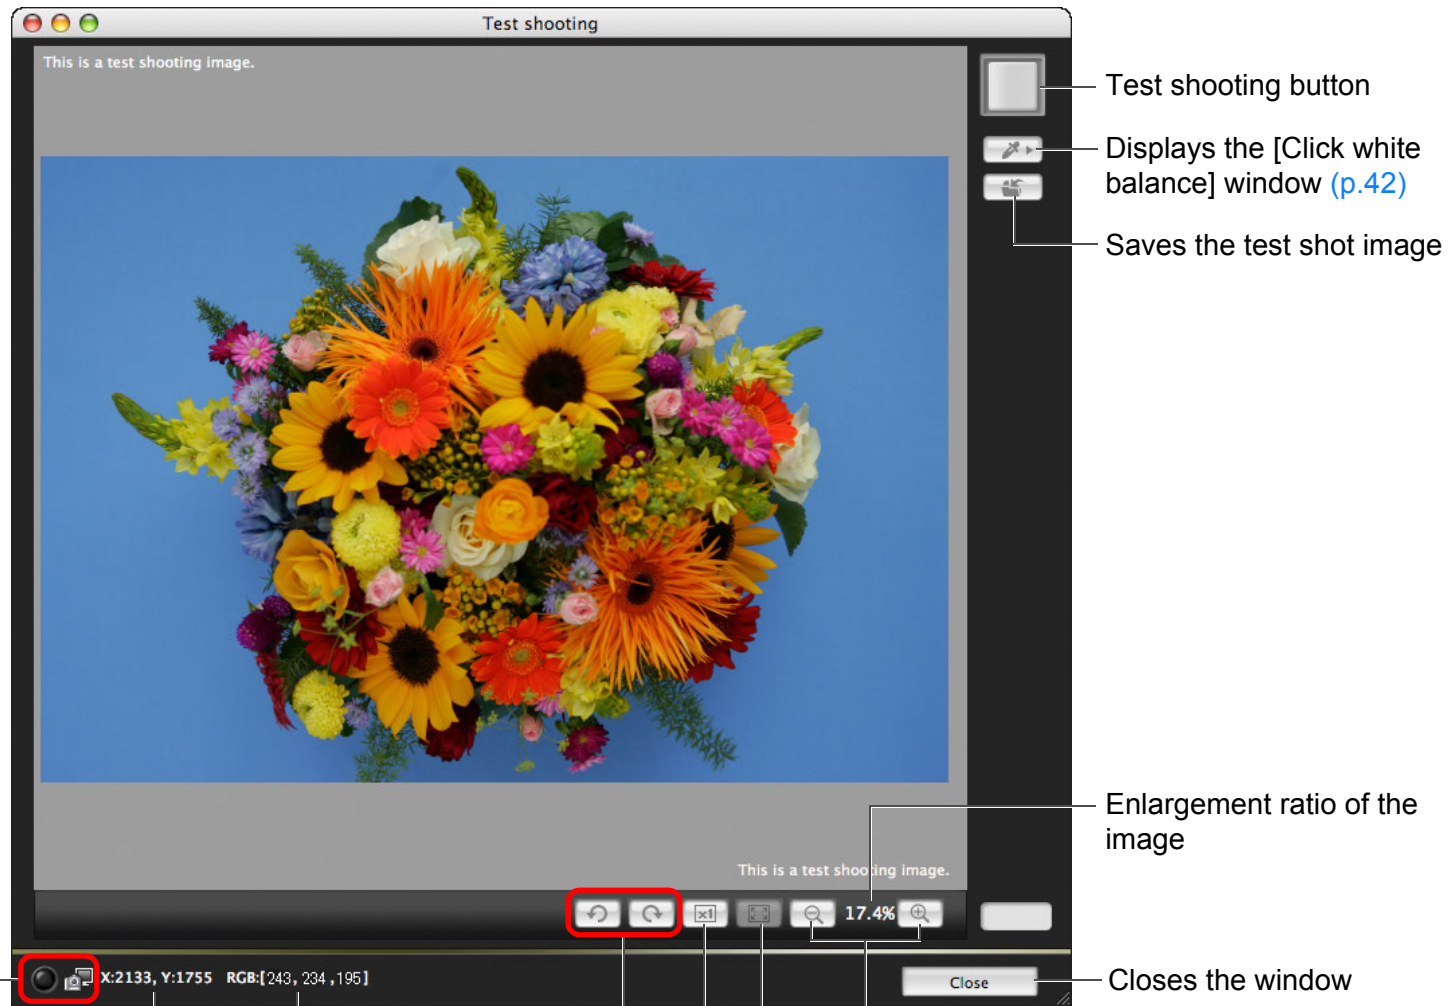 Test shooting
This is a test shooting image.
Test shooting button
Displays the [Click white
balance] window (p.42)
Saves the test shot image
Enlargement ratio of the
image
This is a test shooting image.
x1
17.4%
X:2133, Y:1755 RGB:[243, 234 ,195]
Close
Closes the window